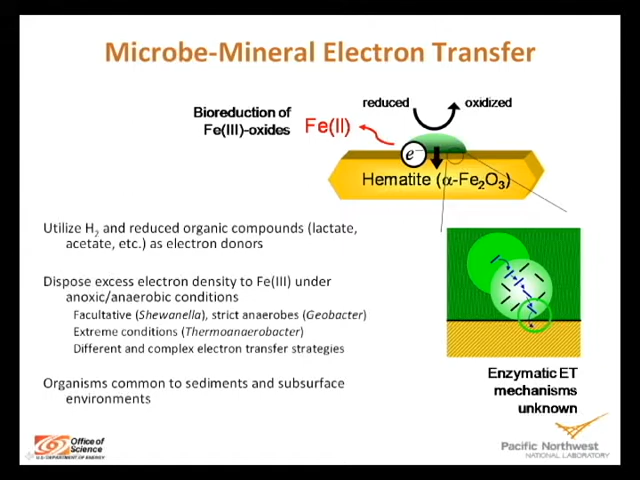 Microbe-Mineral Electron Transfer
reduced
oxidized
Bioreduction of
Fe(III)-oxides
Fe(II)
e⁻
Hematite (α-Fe₂O₃)
Utilize H₂ and reduced organic compounds (lactate,
acetate, etc.) as electron donors
Dispose excess electron density to Fe(III) under
anoxic/anaerobic conditions
Facultative (Shewanella), strict anaerobes (Geobacter)
Extreme conditions (Thermoanaerobacter)
Different and complex electron transfer strategies
Organisms common to sediments and subsurface
environments
Enzymatic ET
mechanisms
unknown
Office of
Science
U.S. DEPARTMENT OF ENERGY
Pacific Northwest
NATIONAL LABORATORY